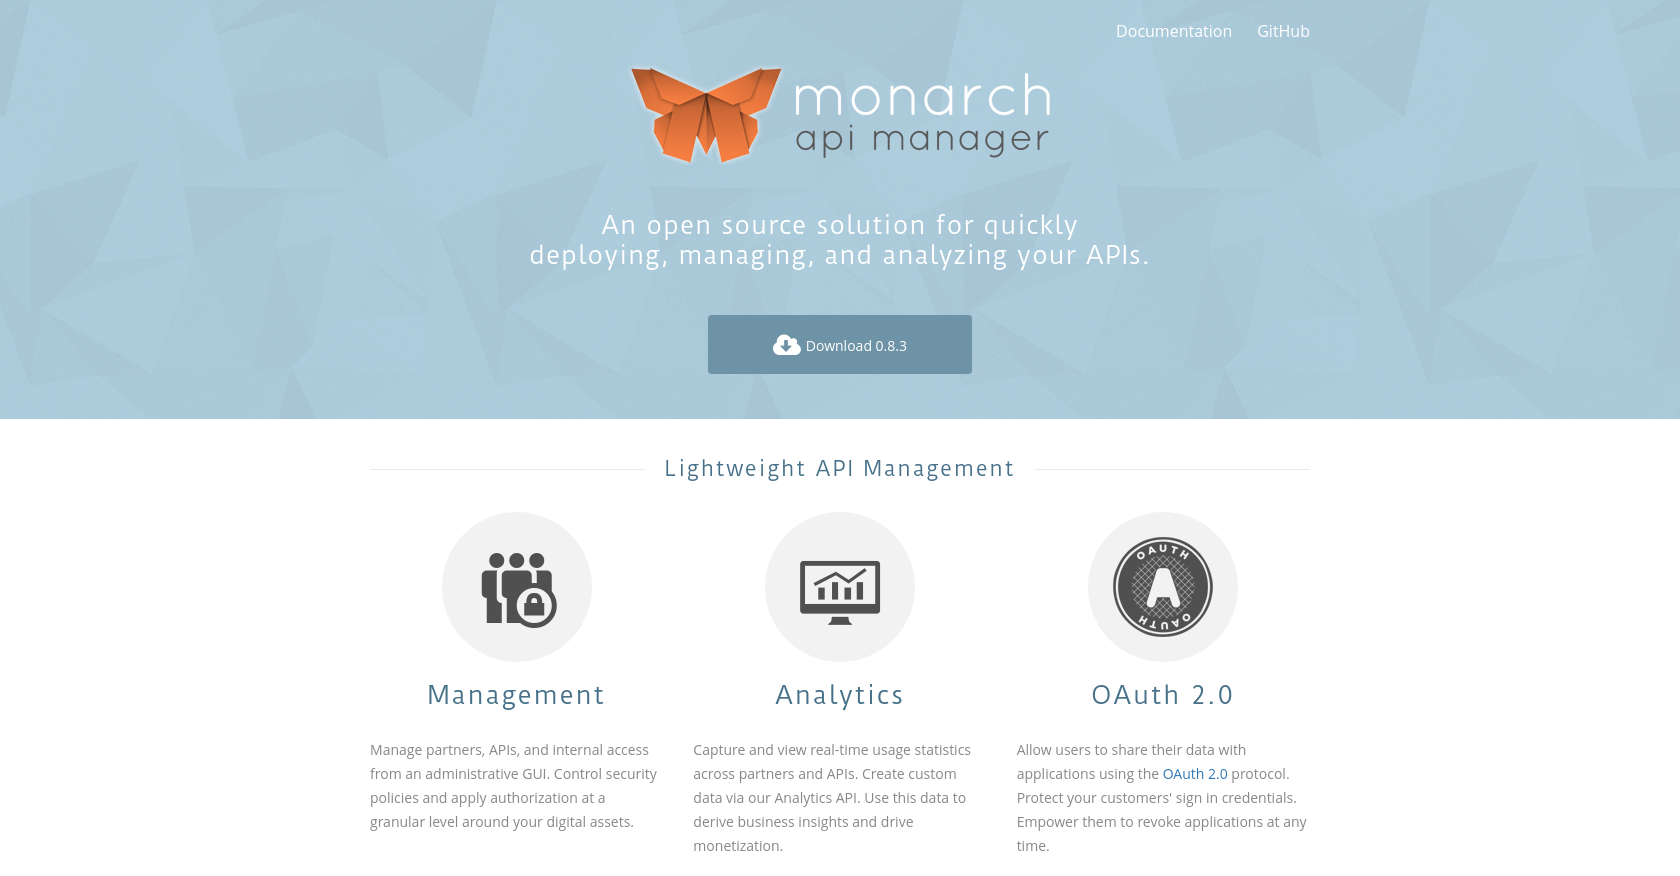 Documentation GitHub
monarch
api manager
An open source solution for quickly
deploying, managing, and analyzing your APIs.
Download 0.8.3
Lightweight API Management
OAUTH
A
OAUTH
Management
Analytics
OAuth 2.0
Manage partners, APIs, and internal access
from an administrative GUI. Control security
policies and apply authorization at a
granular level around your digital assets.
Capture and view real-time usage statistics
across partners and APIs. Create custom
data via our Analytics API. Use this data to
derive business insights and drive
monetization.
Allow users to share their data with
applications using the OAuth 2.0 protocol.
Protect your customers' sign in credentials.
Empower them to revoke applications at any
time.